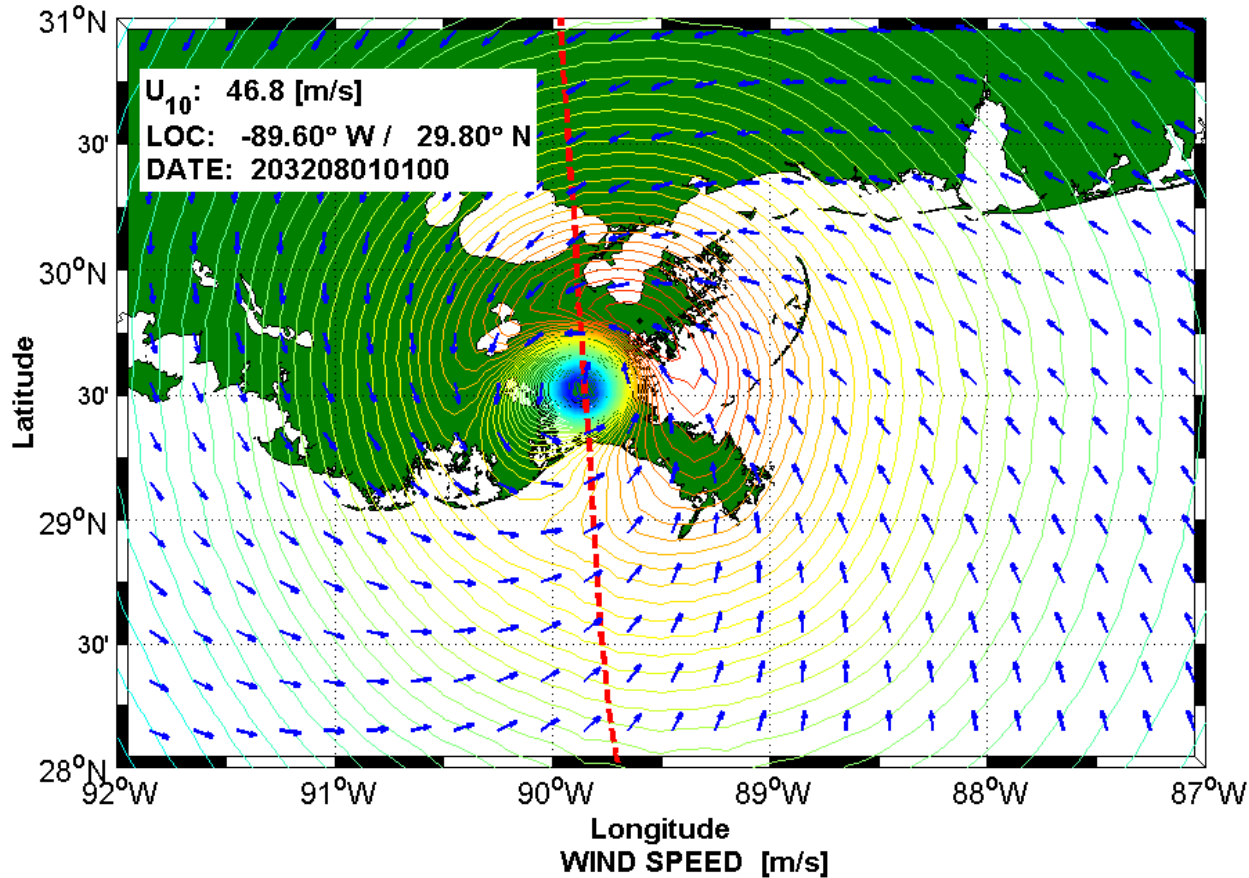 31°N
U10: 46.8 [m/s]
LOC: -89.60° W / 29.80° N
DATE: 203208010100
30'
30°N
30'
29°N
30'
28°N
Latitude
92°W 91°W 90°W 89°W 88°W 87°W
Longitude
WIND SPEED [m/s]